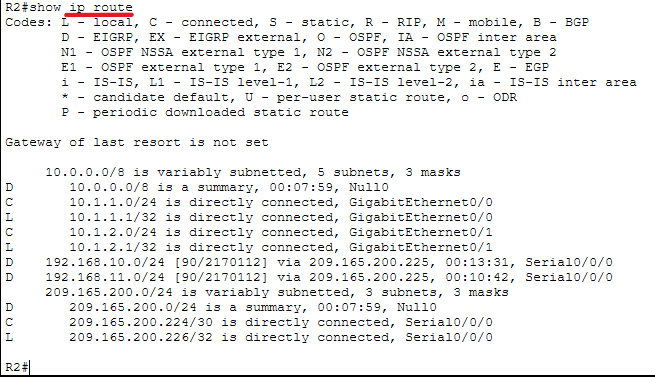 R2#show ip route
Codes: L - local, C - connected, S - static, R - RIP, M - mobile, B - BGP
       D - EIGRP, EX - EIGRP external, O - OSPF, IA - OSPF inter area
       N1 - OSPF NSSA external type 1, N2 - OSPF NSSA external type 2
       E1 - OSPF external type 1, E2 - OSPF external type 2, E - EGP
       i - IS-IS, L1 - IS-IS level-1, L2 - IS-IS level-2, ia - IS-IS inter area
       * - candidate default, U - per-user static route, o - ODR
       P - periodic downloaded static route
Gateway of last resort is not set
     10.0.0.0/8 is variably subnetted, 5 subnets, 3 masks
D       10.0.0.0/8 is a summary, 00:07:59, Null0
C       10.1.1.0/24 is directly connected, GigabitEthernet0/0
L       10.1.1.1/32 is directly connected, GigabitEthernet0/0
C       10.1.2.0/24 is directly connected, GigabitEthernet0/1
L       10.1.2.1/32 is directly connected, GigabitEthernet0/1
D    192.168.10.0/24 [90/2170112] via 209.165.200.225, 00:13:31, Serial0/0/0
D    192.168.11.0/24 [90/2170112] via 209.165.200.225, 00:10:42, Serial0/0/0
     209.165.200.0/24 is variably subnetted, 3 subnets, 3 masks
D       209.165.200.0/24 is a summary, 00:07:59, Null0
C       209.165.200.224/30 is directly connected, Serial0/0/0
L       209.165.200.226/32 is directly connected, Serial0/0/0
R2#